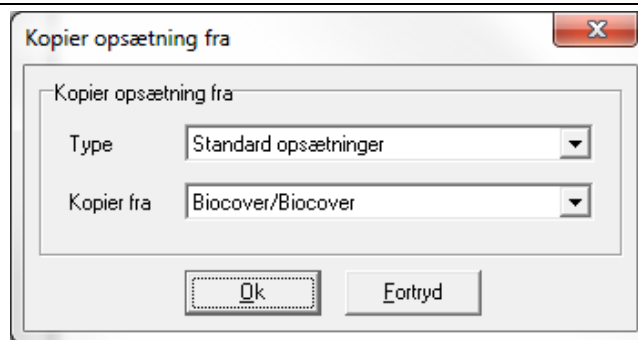 Kopier opsætning fra
Kopier opsætning fra
Type Standard opsætninger
Kopier fra Biocover/Biocover
Ok Fortryd